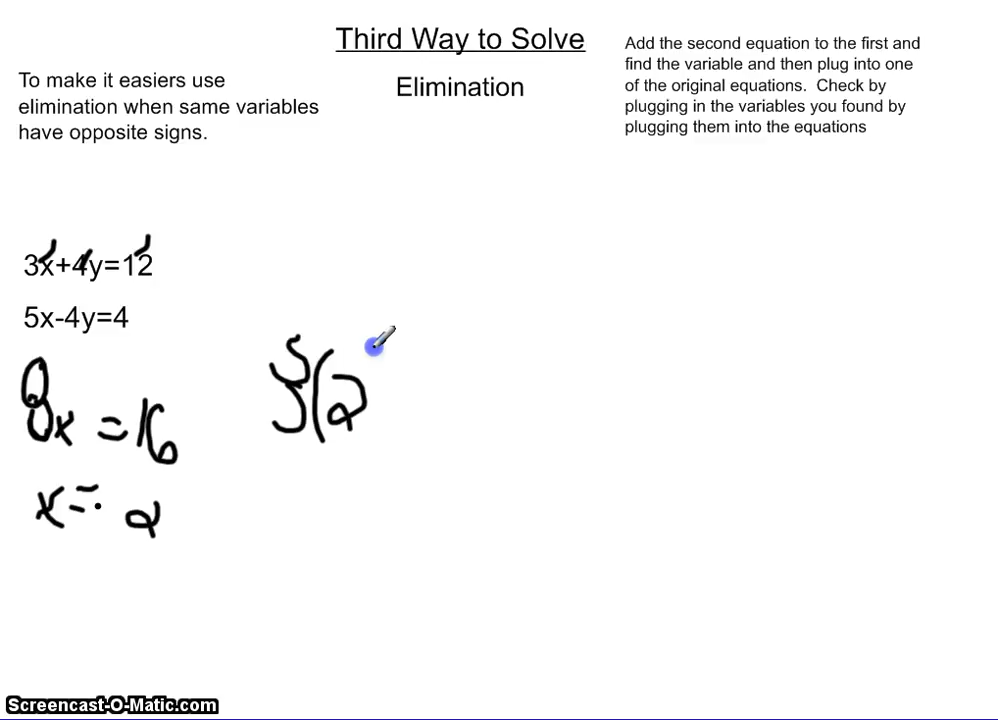 Third Way to Solve
Elimination
To make it easiers use
elimination when same variables
have opposite signs.
Add the second equation to the first and
find the variable and then plug into one
of the original equations. Check by
plugging in the variables you found by
plugging them into the equations
3x+4y=12
5x-4y=4
8x = 16
x = 2
3(2
Screencast-O-Matic.com